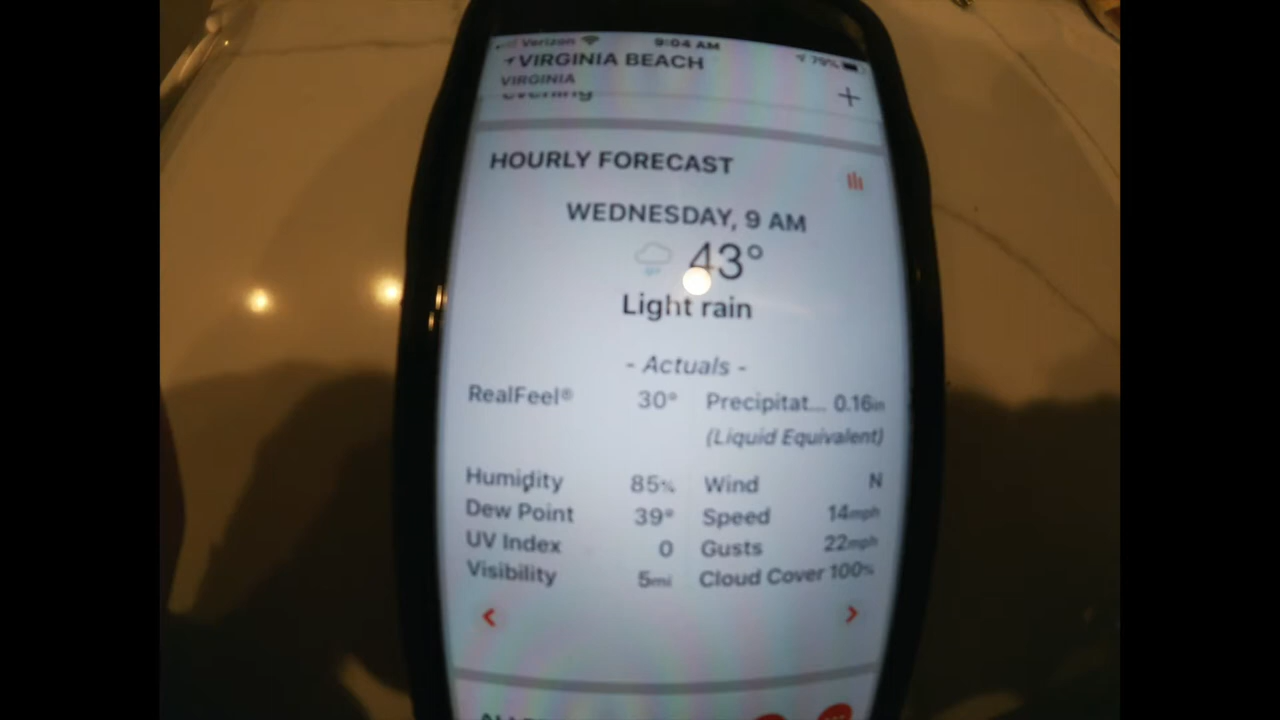 Verizon 9:04 AM 79%
VIRGINIA BEACH
VIRGINIA
evening
HOURLY FORECAST
WEDNESDAY, 9 AM
43°
Light rain
- Actuals -
RealFeel® 30° Precipitat... 0.16in
(Liquid Equivalent)
Humidity 85% Wind N
Dew Point 39° Speed 14mph
UV Index 0 Gusts 22mph
Visibility 5mi Cloud Cover 100%